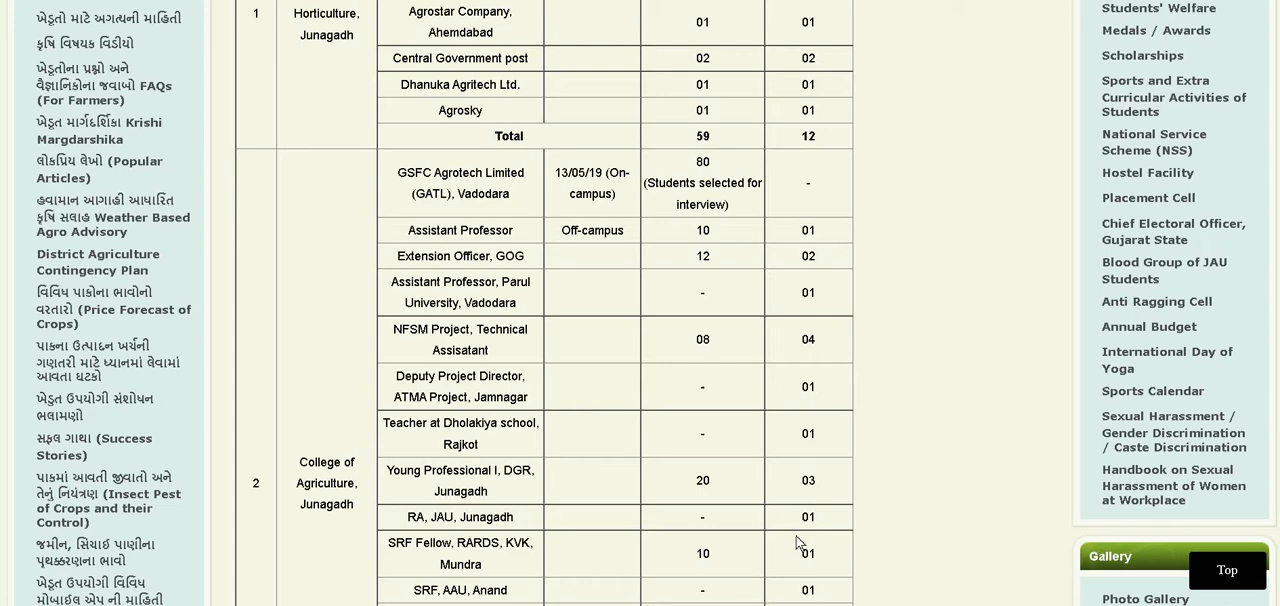 ખેડૂતો માટે અગત્યની માહિતી
કૃષિ વિષયક વિડીયો
ખેડૂતોના પ્રશ્નો અને
વૈજ્ઞાનિકોના જવાબો FAQs
(For Farmers)
ખેડૂત માર્ગદર્શિકા Krishi
Margdarshika
લોકપ્રિય લેખો (Popular
Articles)
હવામાન આગાહી આધારિત
કૃષિ સલાહ Weather Based
Agro Advisory
District Agriculture
Contingency Plan
વિવિધ પાકોના ભાવોનો
વરતારો (Price Forecast of
Crops)
પાકના ઉત્પાદન ખર્ચની
ગણતરી માટે ધ્યાનમાં લેવામાં
આવતા ઘટકો
ખેડૂત ઉપયોગી સંશોધન
ભલામણો
સફલ ગાથા (Success
Stories)
પાકમાં આવતી જીવાતો અને
તેનું નિયંત્રણ (Insect Pest
of Crops and their
Control)
જમીન, સિંચાઈ પાણીના
પૃથ્થકરણના ભાવો
ખેડૂત ઉપયોગી વિવિધ
મોબાઈલ એપ ની માહિતી
1
Horticulture,
Junagadh
Agrostar Company,
Ahemdabad
01
01
Central Government post
02
02
Dhanuka Agritech Ltd.
01
01
Agrosky
01
01
Total
59
12
2
College of
Agriculture,
Junagadh
GSFC Agrotech Limited
(GATL), Vadodara
13/05/19 (On-
campus)
80
(Students selected for
interview)
-
Assistant Professor
Off-campus
10
01
Extension Officer, GOG
12
02
Assistant Professor, Parul
University, Vadodara
-
01
NFSM Project, Technical
Assisatant
08
04
Deputy Project Director,
ATMA Project, Jamnagar
-
01
Teacher at Dholakiya school,
Rajkot
-
01
Young Professional I, DGR,
Junagadh
20
03
RA, JAU, Junagadh
-
01
SRF Fellow, RARDS, KVK,
Mundra
10
01
SRF, AAU, Anand
-
01
Students' Welfare
Medals / Awards
Scholarships
Sports and Extra
Curricular Activities of
Students
National Service
Scheme (NSS)
Hostel Facility
Placement Cell
Chief Electoral Officer,
Gujarat State
Blood Group of JAU
Students
Anti Ragging Cell
Annual Budget
International Day of
Yoga
Sports Calendar
Sexual Harassment /
Gender Discrimination
/ Caste Discrimination
Handbook on Sexual
Harassment of Women
at Workplace
Gallery
Top
Photo Gallery